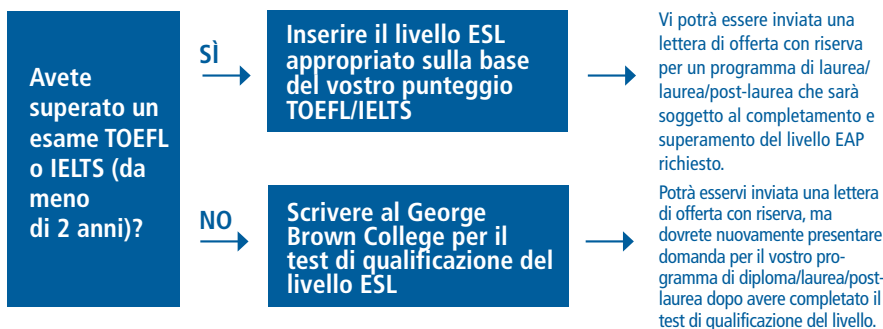 Avete
superato un
esame TOEFL
o IELTS (da
meno
di 2 anni)?
SÌ
Inserire il livello ESL
appropriato sulla base
del vostro punteggio
TOEFL/IELTS
Vi potrà essere inviata una
lettera di offerta con riserva
per un programma di laurea/
laurea/post-laurea che sarà
soggetto al completamento e
superamento del livello EAP
richiesto.
NO
Scrivere al George
Brown College per il
test di qualificazione del
livello ESL
Potrà esservi inviata una lettera
di offerta con riserva, ma
dovrete nuovamente presentare
domanda per il vostro pro-
gramma di diploma/laurea/post-
laurea dopo avere completato il
test di qualificazione del livello.